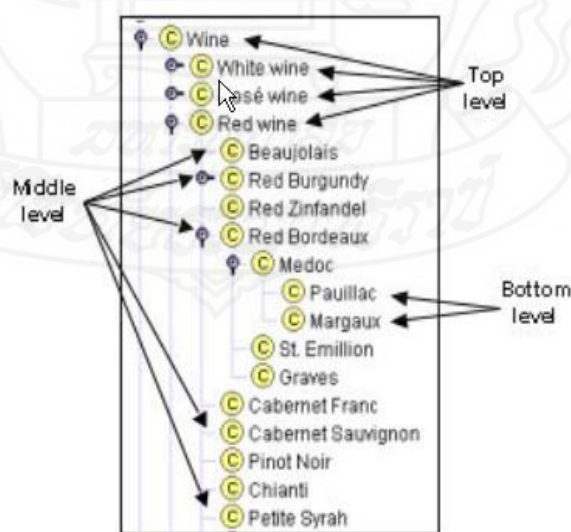 Wine
White wine
Rosé wine
Red wine
Beaujolais
Red Burgundy
Red Zinfandel
Red Bordeaux
Medoc
Pauillac
Margaux
St. Emillion
Graves
Cabernet Franc
Cabernet Sauvignon
Pinot Noir
Chianti
Petite Syrah
Top
level
Middle
level
Bottom
level